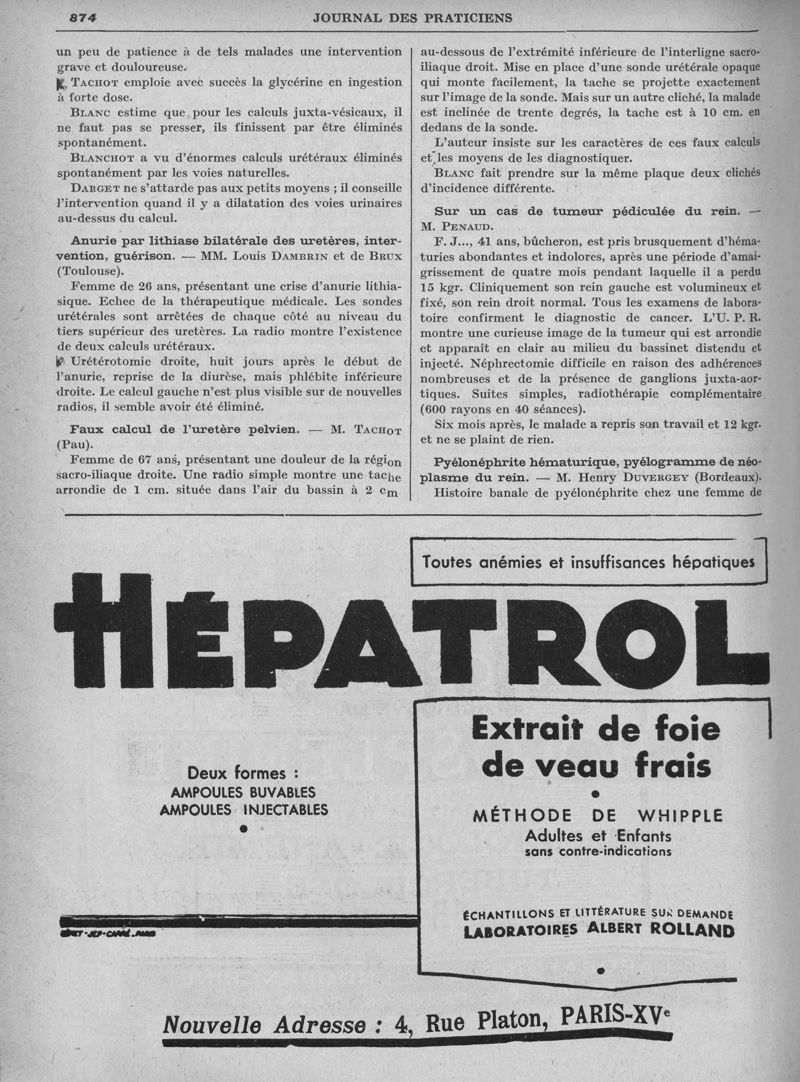 874
JOURNAL DES PRATICIENS
un peu de patience à de tels malades une intervention
grave et douloureuse.
TACHOT emploie avec succès la glycérine en ingestion
à forte dose.
BLANC estime que pour les calculs juxta-vésicaux, il
ne faut pas se presser, ils finissent par être éliminés
spontanément.
BLANCHOT a vu d'énormes calculs urétéraux éliminés
spontanément par les voies naturelles.
DARGET ne s'attarde pas aux petits moyens ; il conseille
l'intervention quand il y a dilatation des voies urinaires
au-dessus du calcul.
Anurie par lithiase bilatérale des uretères, inter-
vention, guérison. — MM. Louis DAMBRIN et de BRUX
(Toulouse).
Femme de 26 ans, présentant une crise d'anurie lithia-
sique. Echec de la thérapeutique médicale. Les sondes
urétérales sont arrêtées de chaque côté au niveau du
tiers supérieur des uretères. La radio montre l'existence
de deux calculs urétéraux.
Urétérotomie droite, huit jours après le début de
l'anurie, reprise de la diurèse, mais phlébite inférieure
droite. Le calcul gauche n'est plus visible sur de nouvelles
radios, il semble avoir été éliminé.
Faux calcul de l'uretère pelvien. — M. TACHOT
(Pau).
Femme de 67 ans, présentant une douleur de la région
sacro-iliaque droite. Une radio simple montre une tache
arrondie de 1 cm. située dans l'air du bassin à 2 cm
au-dessous de l'extrémité inférieure de l'interligne sacro-
iliaque droit. Mise en place d'une sonde urétérale opaque
qui monte facilement, la tache se projette exactement
sur l'image de la sonde. Mais sur un autre cliché, la malade
est inclinée de trente degrés, la tache est à 10 cm. en
dedans de la sonde.
L'auteur insiste sur les caractères de ces faux calculs
et les moyens de les diagnostiquer.
BLANC fait prendre sur la même plaque deux clichés
d'incidence différente.
Sur un cas de tumeur pédiculée du rein. —
M. PENAUD.
F. J..., 41 ans, bûcheron, est pris brusquement d'héma-
turies abondantes et indolores, après une période d'amai-
grissement de quatre mois pendant laquelle il a perdu
15 kgr. Cliniquement son rein gauche est volumineux et
fixé, son rein droit normal. Tous les examens de labora-
toire confirment le diagnostic de cancer. L'U. P. R.
montre une curieuse image de la tumeur qui est arrondie
et apparaît en clair au milieu du bassinet distendu et
injecté. Néphrectomie difficile en raison des adhérences
nombreuses et de la présence de ganglions juxta-aor-
tiques. Suites simples, radiothérapie complémentaire
(600 rayons en 40 séances).
Six mois après, le malade a repris son travail et 12 kgr.
et ne se plaint de rien.
Pyélonéphrite hématurique, pyélogramme de néo-
plasme du rein. — M. Henry DUVERGEY (Bordeaux).
Histoire banale de pyélonéphrite chez une femme de
Toutes anémies et insuffisances hépatiques
HÉPATROL
Deux formes :
AMPOULES BUVABLES
AMPOULES INJECTABLES
Extrait de foie
de veau frais
MÉTHODE DE WHIPPLE
Adultes et Enfants
sans contre-indications
ÉCHANTILLONS ET LITTÉRATURE SUR DEMANDE
LABORATOIRES ALBERT ROLLAND
Nouvelle Adresse : 4, Rue Platon, PARIS-XVe